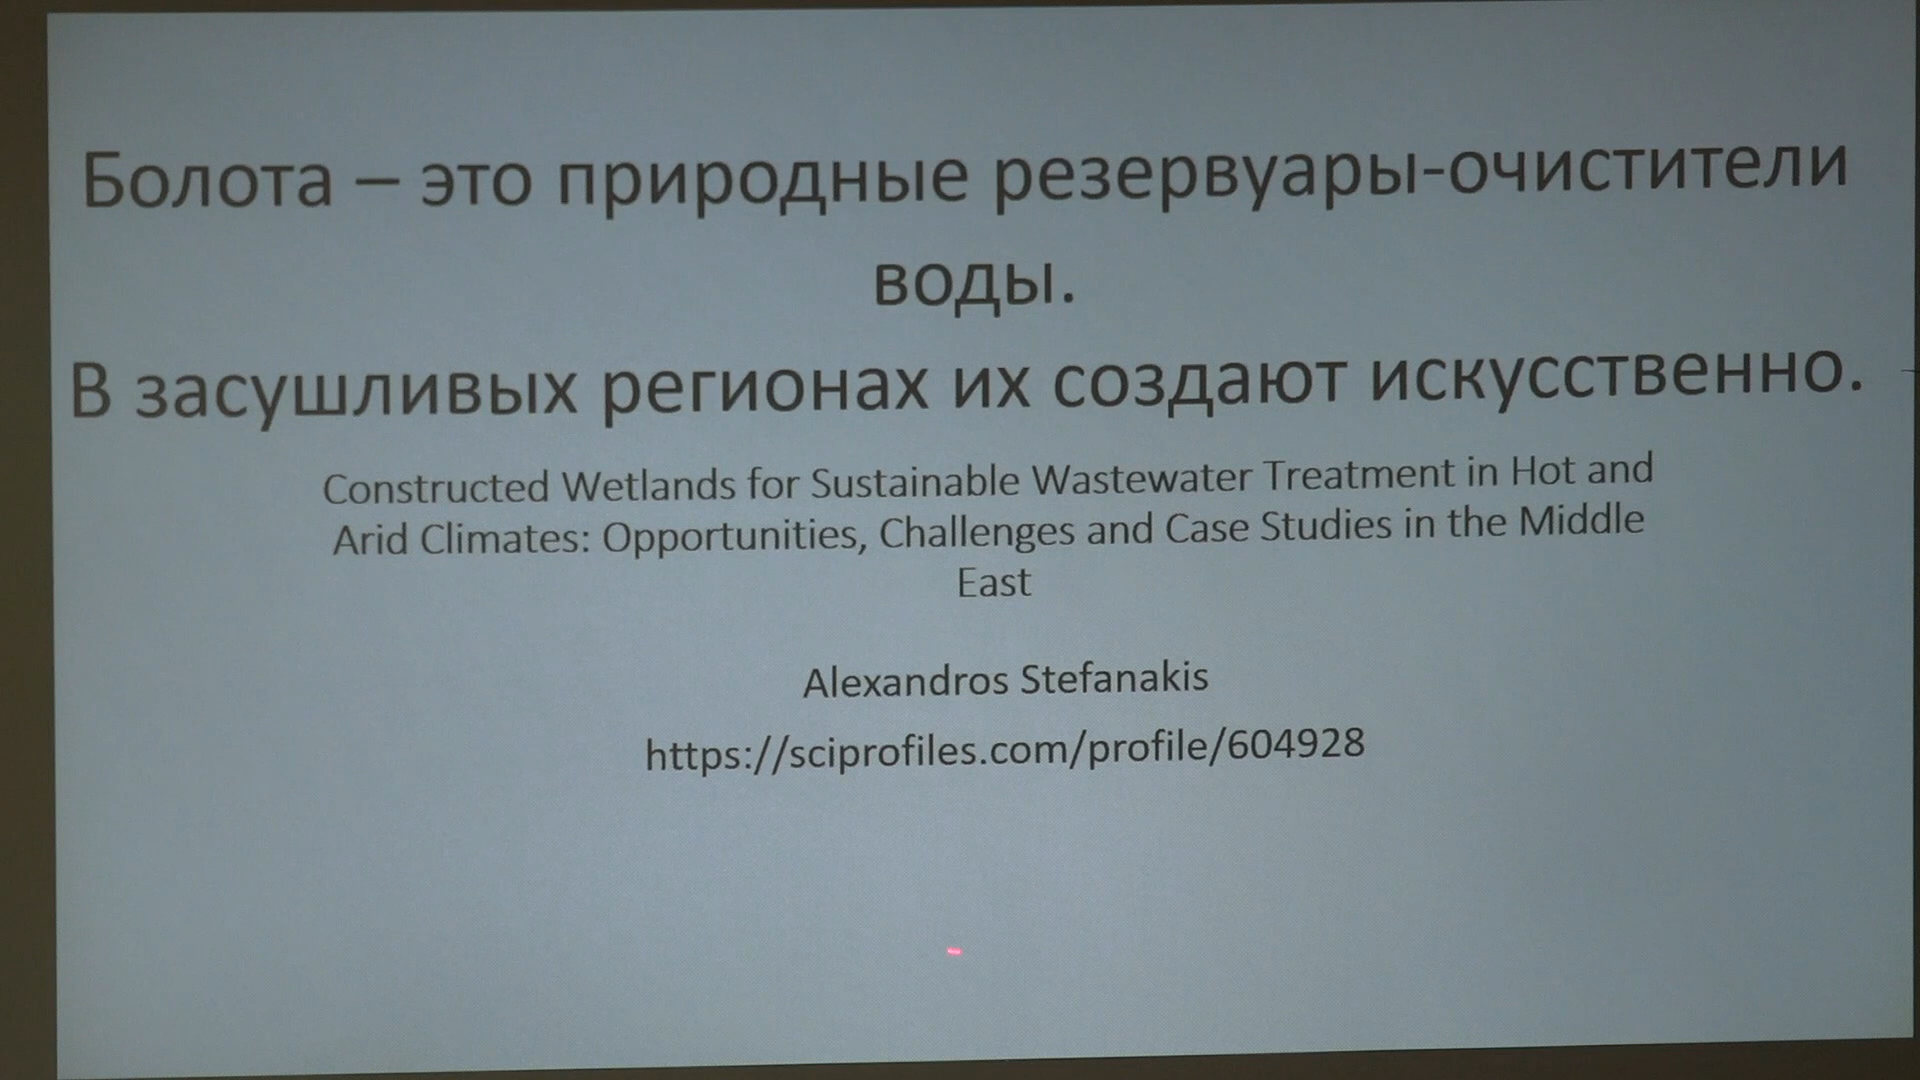 Болота – это природные резервуары-очистители
воды.
В засушливых регионах их создают искусственно.
Constructed Wetlands for Sustainable Wastewater Treatment in Hot and
Arid Climates: Opportunities, Challenges and Case Studies in the Middle
East
Alexandros Stefanakis
https://sciprofiles.com/profile/604928